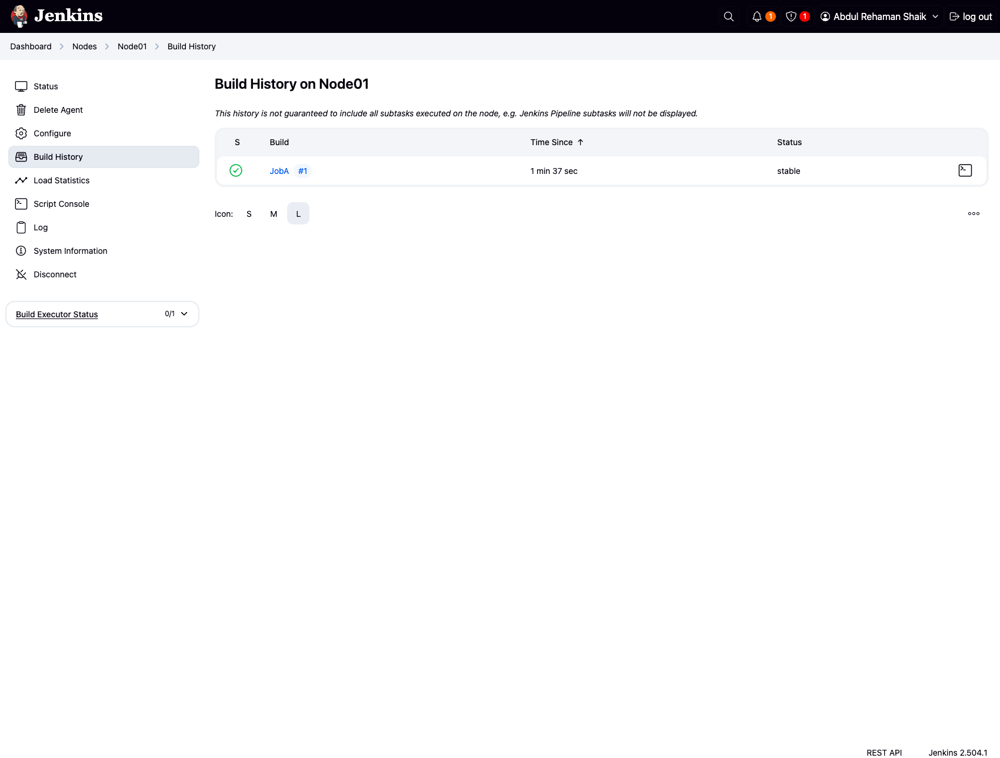 Jenkins
1
1
Abdul Rehaman Shaik
log out
Dashboard
Nodes
Node01
Build History
Status
Delete Agent
Configure
Build History
Load Statistics
Script Console
Log
System Information
Disconnect
Build Executor Status 0/1
Build History on Node01
This history is not guaranteed to include all subtasks executed on the node, e.g. Jenkins Pipeline subtasks will not be displayed.
S Build Time Since ↑ Status
JobA #1 1 min 37 sec stable
Icon: S M L
REST API Jenkins 2.504.1